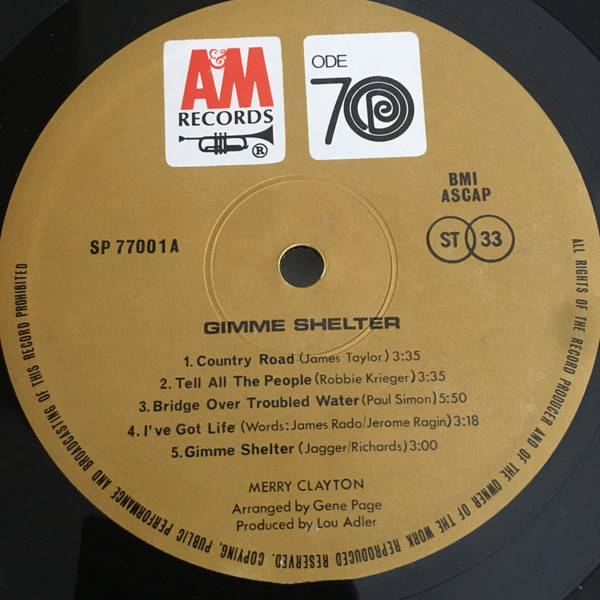 A&M
RECORDS
®
ODE
70
BMI
ASCAP
SP 77001A
ST 33
GIMME SHELTER
1. Country Road (James Taylor) 3:35
2. Tell All The People (Robbie Krieger) 3:35
3. Bridge Over Troubled Water (Paul Simon) 5:50
4. I've Got Life (Words: James Rado/Jerome Ragin) 3:18
5. Gimme Shelter (Jagger/Richards) 3:00
MERRY CLAYTON
Arranged by Gene Page
Produced by Lou Adler
ALL RIGHTS OF THE RECORD PRODUCER AND OF THE OWNER OF THE WORK REPRODUCED RESERVED. COPYING, PUBLIC PERFORMANCE AND BROADCASTING OF THIS RECORD PROHIBITED